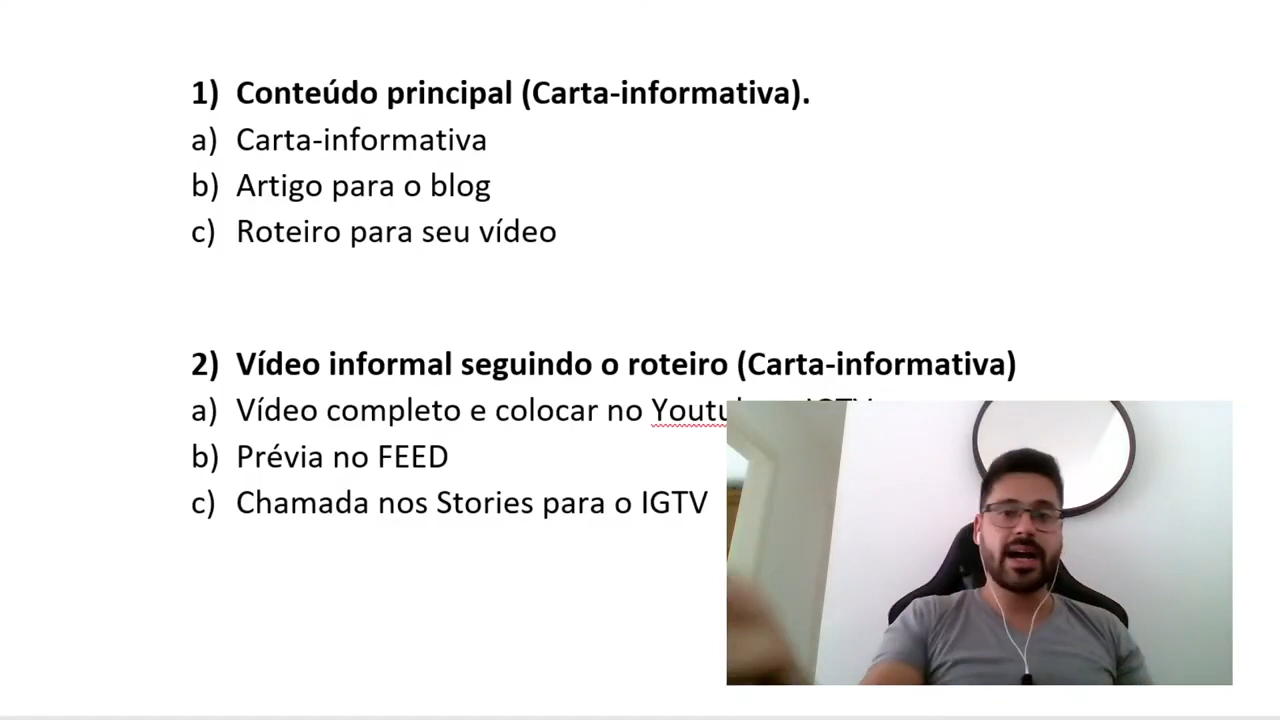 1) Conteúdo principal (Carta-informativa).
a) Carta-informativa
b) Artigo para o blog
c) Roteiro para seu vídeo
2) Vídeo informal seguindo o roteiro (Carta-informativa)
a) Vídeo completo e colocar no
b) Prévia no FEED
c) Chamada nos Stories para o IGTV